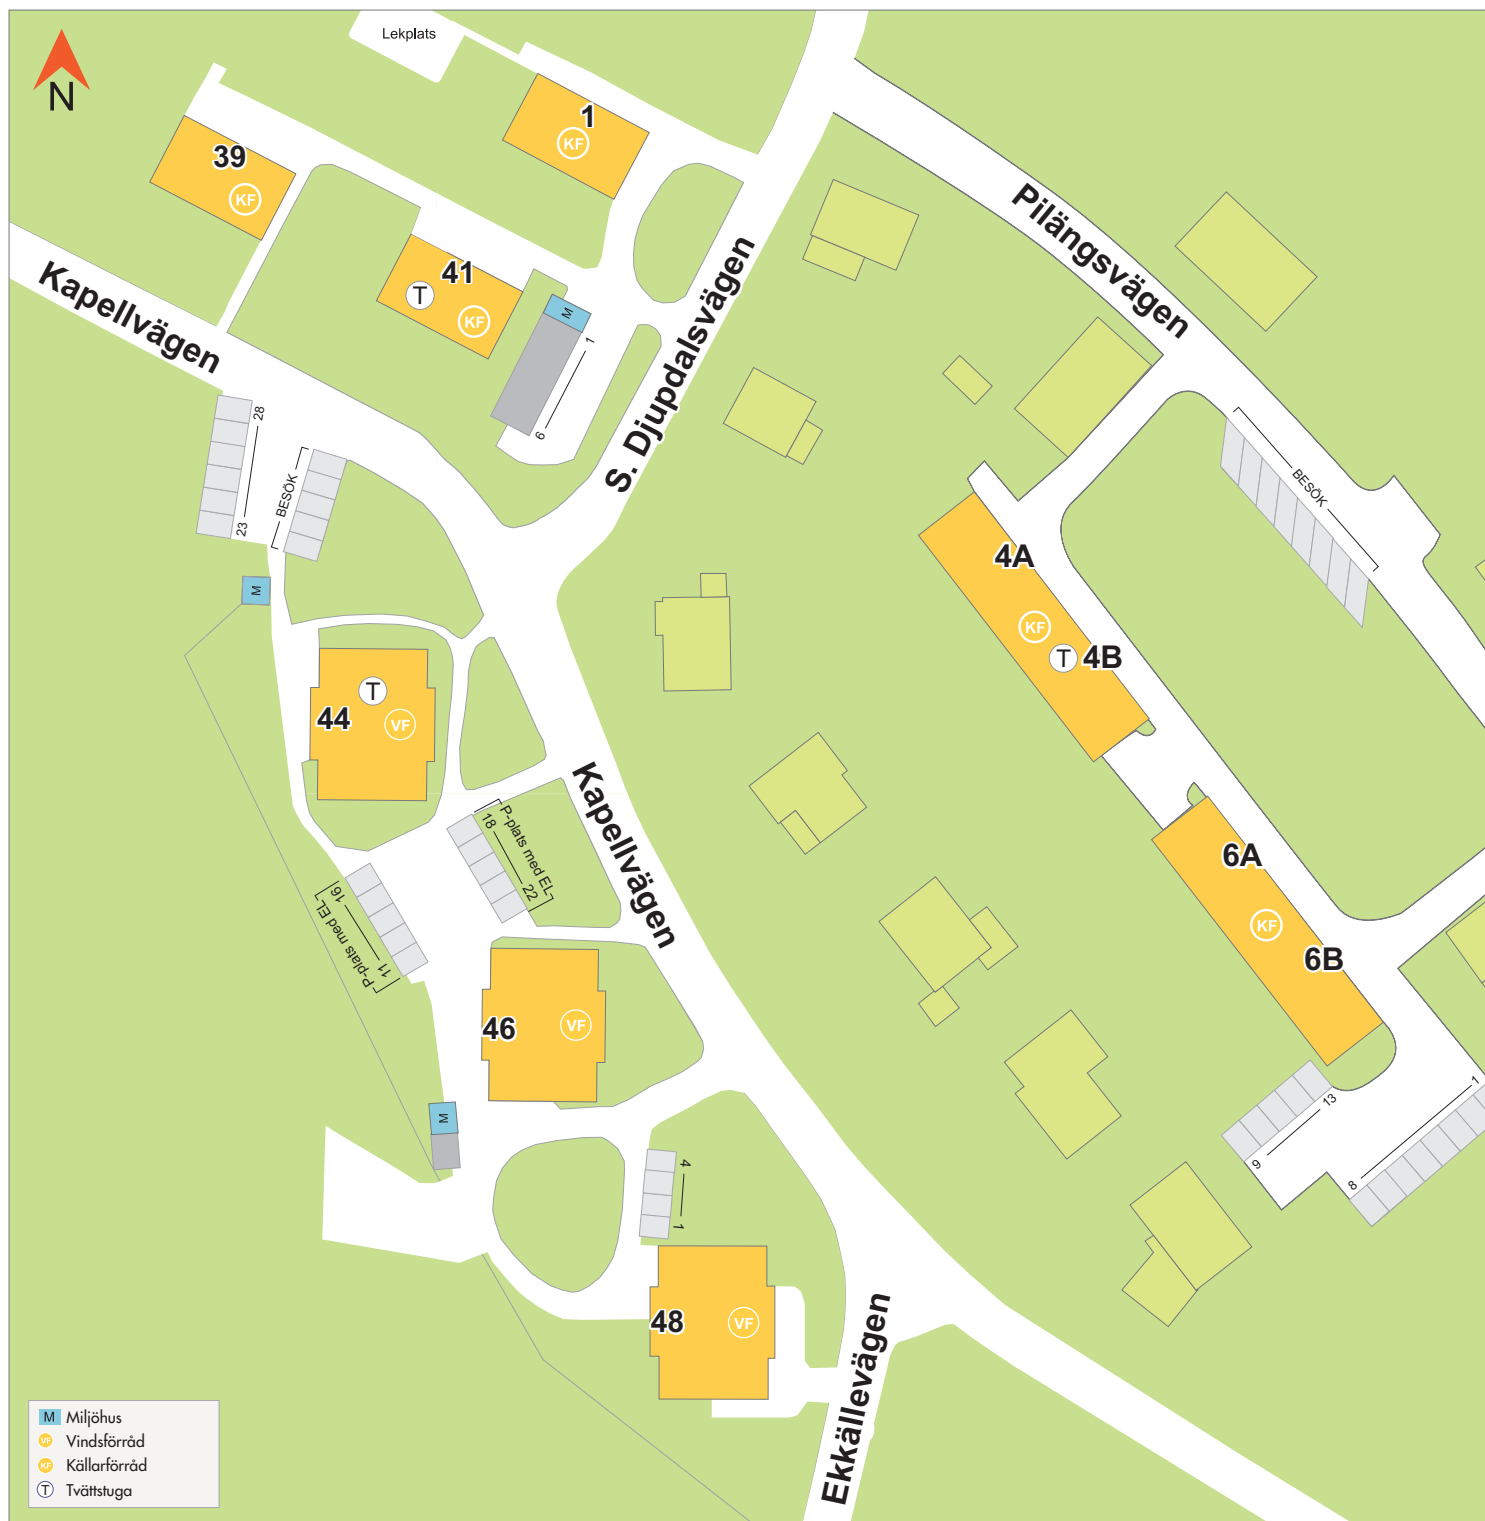 Lekplats
N
1
KF
39
KF
Pilängsvägen
41
T
KF
Kapellvägen
M
1
6
S. Djupdalsvägen
28
23
BESÖK
BESÖK
M
4A
KF
T
4B
T
44
VF
Kapellvägen
P-plats med EL
18
22
16
11
P-plats med EL
6A
KF
6B
46
VF
M
1
8
13
9
4
1
48
VF
Ekkällevägen
M Miljöhus
VF Vindsförråd
KF Källarförråd
T Tvättstuga